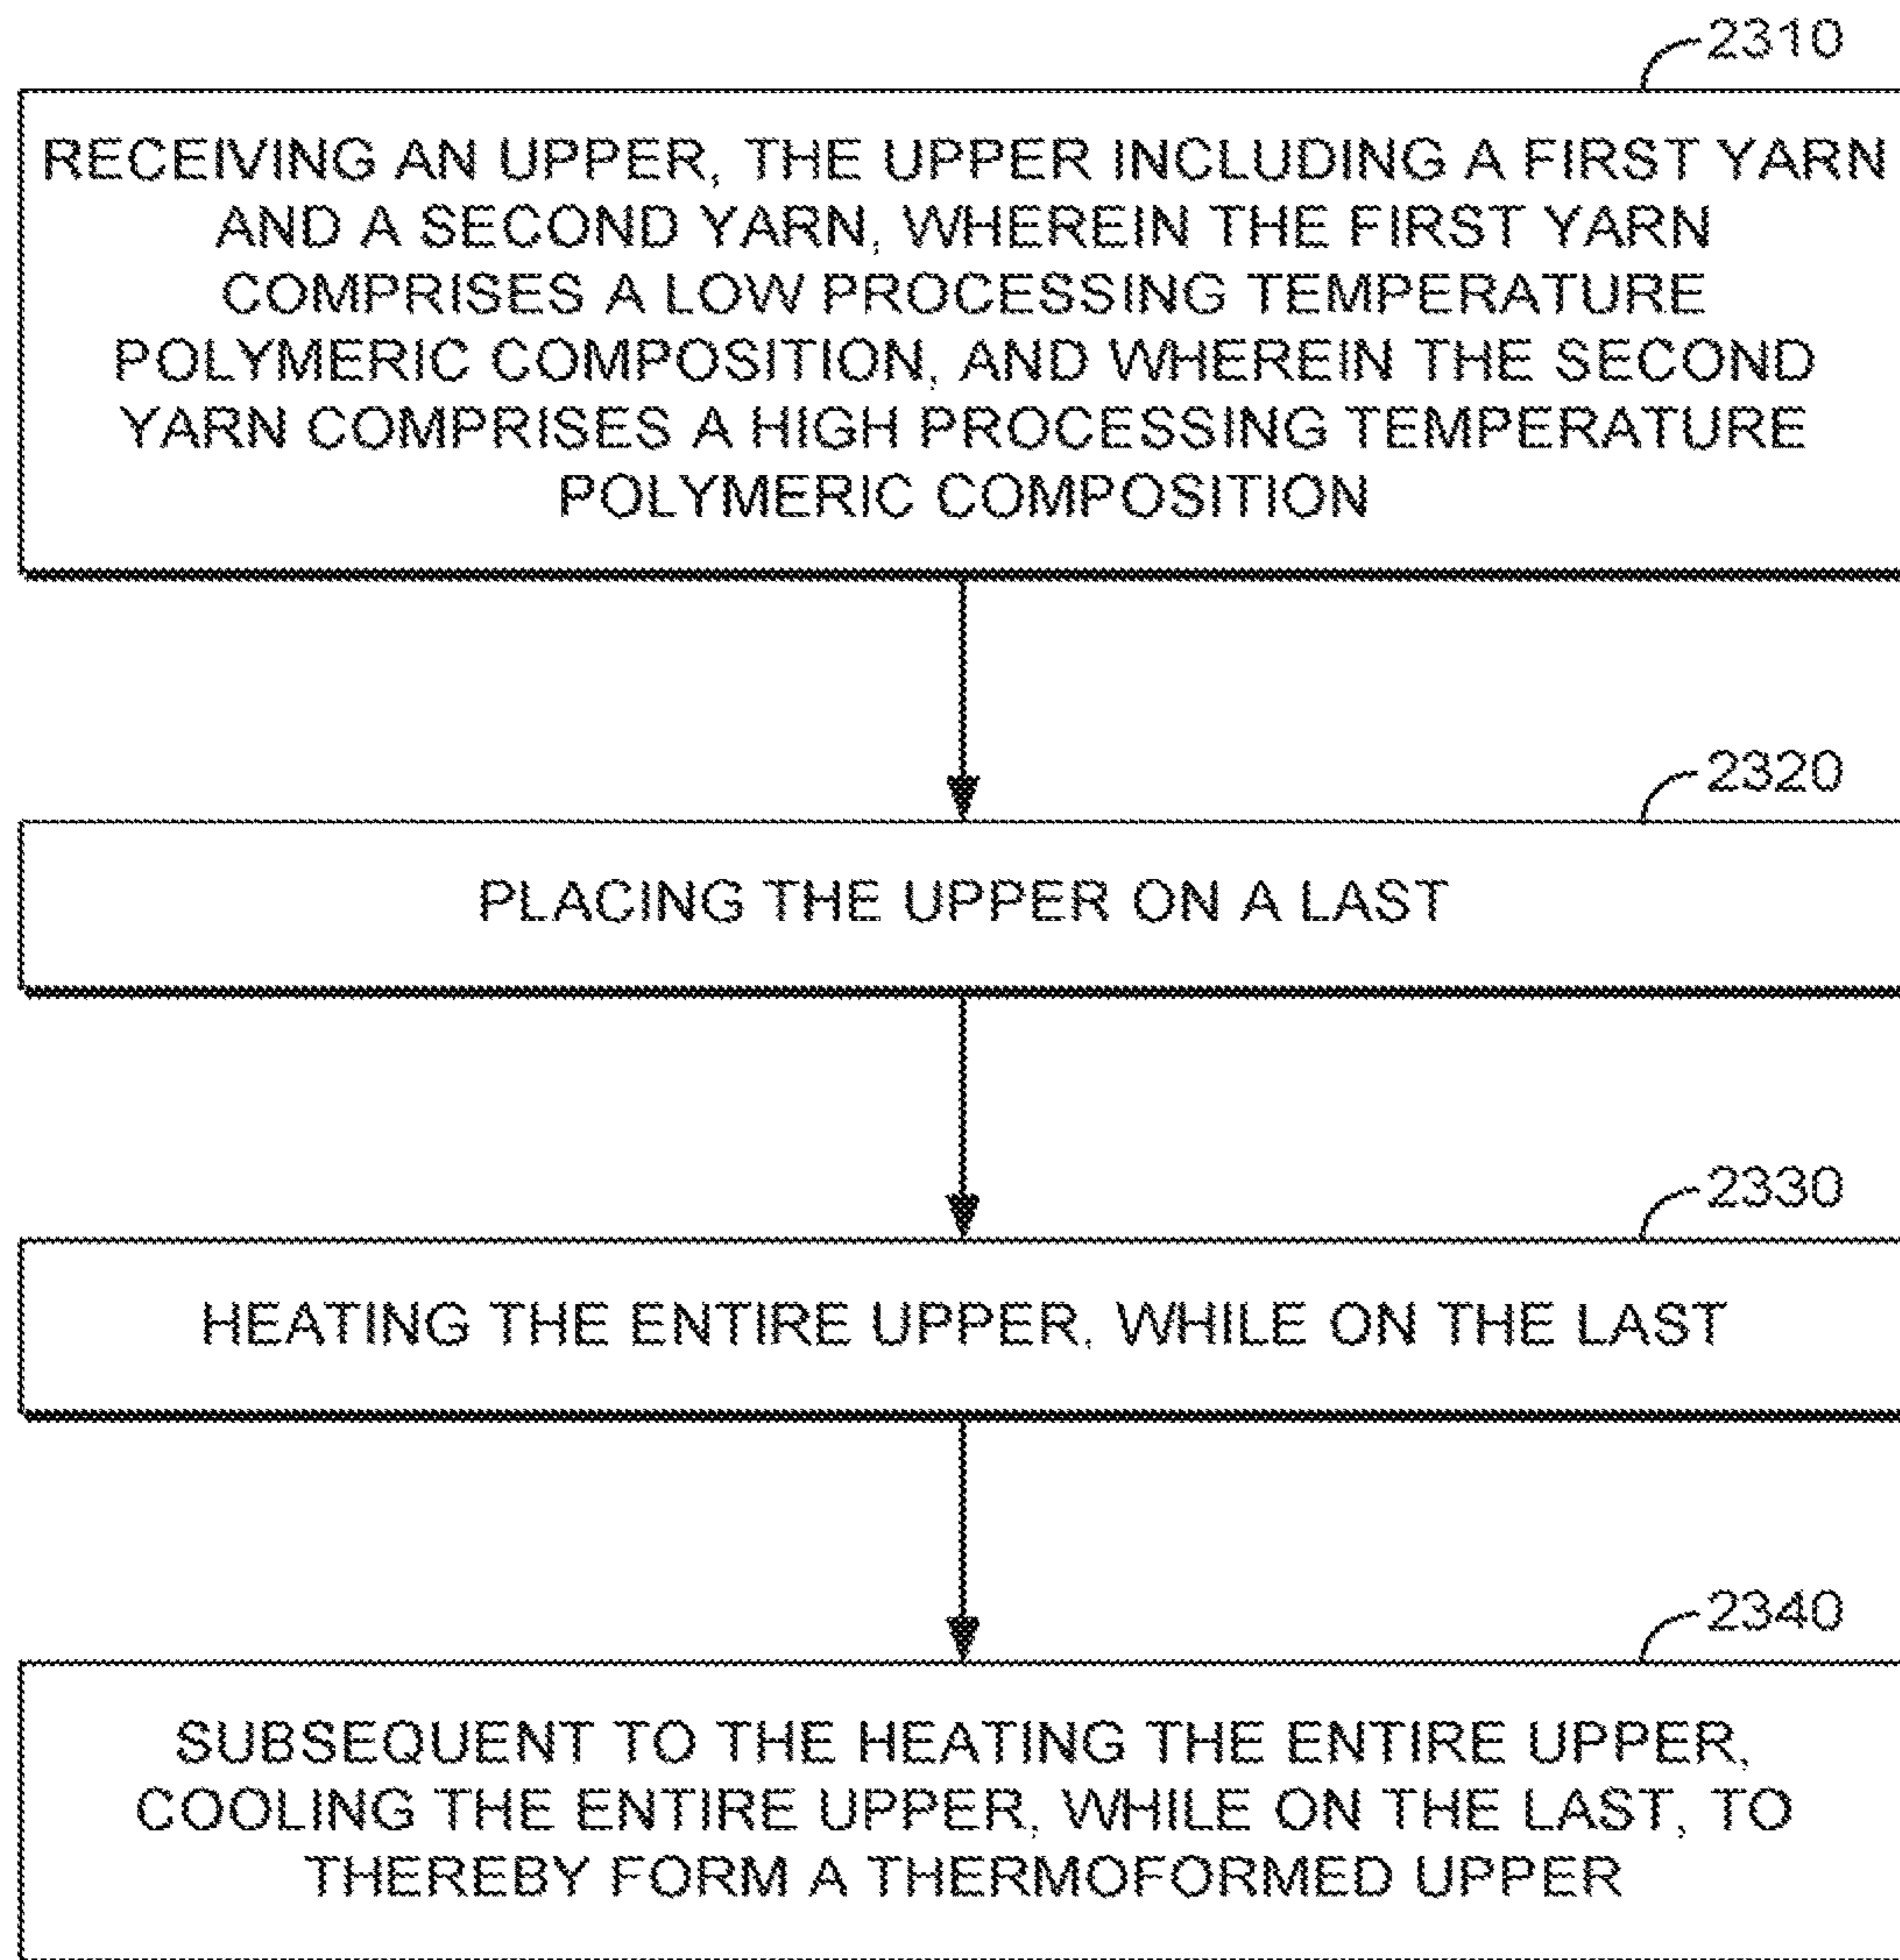 2310
RECEIVING AN UPPER, THE UPPER INCLUDING A FIRST YARN
AND A SECOND YARN, WHEREIN THE FIRST YARN
COMPRISES A LOW PROCESSING TEMPERATURE
POLYMERIC COMPOSITION, AND WHEREIN THE SECOND
YARN COMPRISES A HIGH PROCESSING TEMPERATURE
POLYMERIC COMPOSITION
2320
PLACING THE UPPER ON A LAST
2330
HEATING THE ENTIRE UPPER, WHILE ON THE LAST
2340
SUBSEQUENT TO THE HEATING THE ENTIRE UPPER,
COOLING THE ENTIRE UPPER, WHILE ON THE LAST, TO
THEREBY FORM A THERMOFORMED UPPER